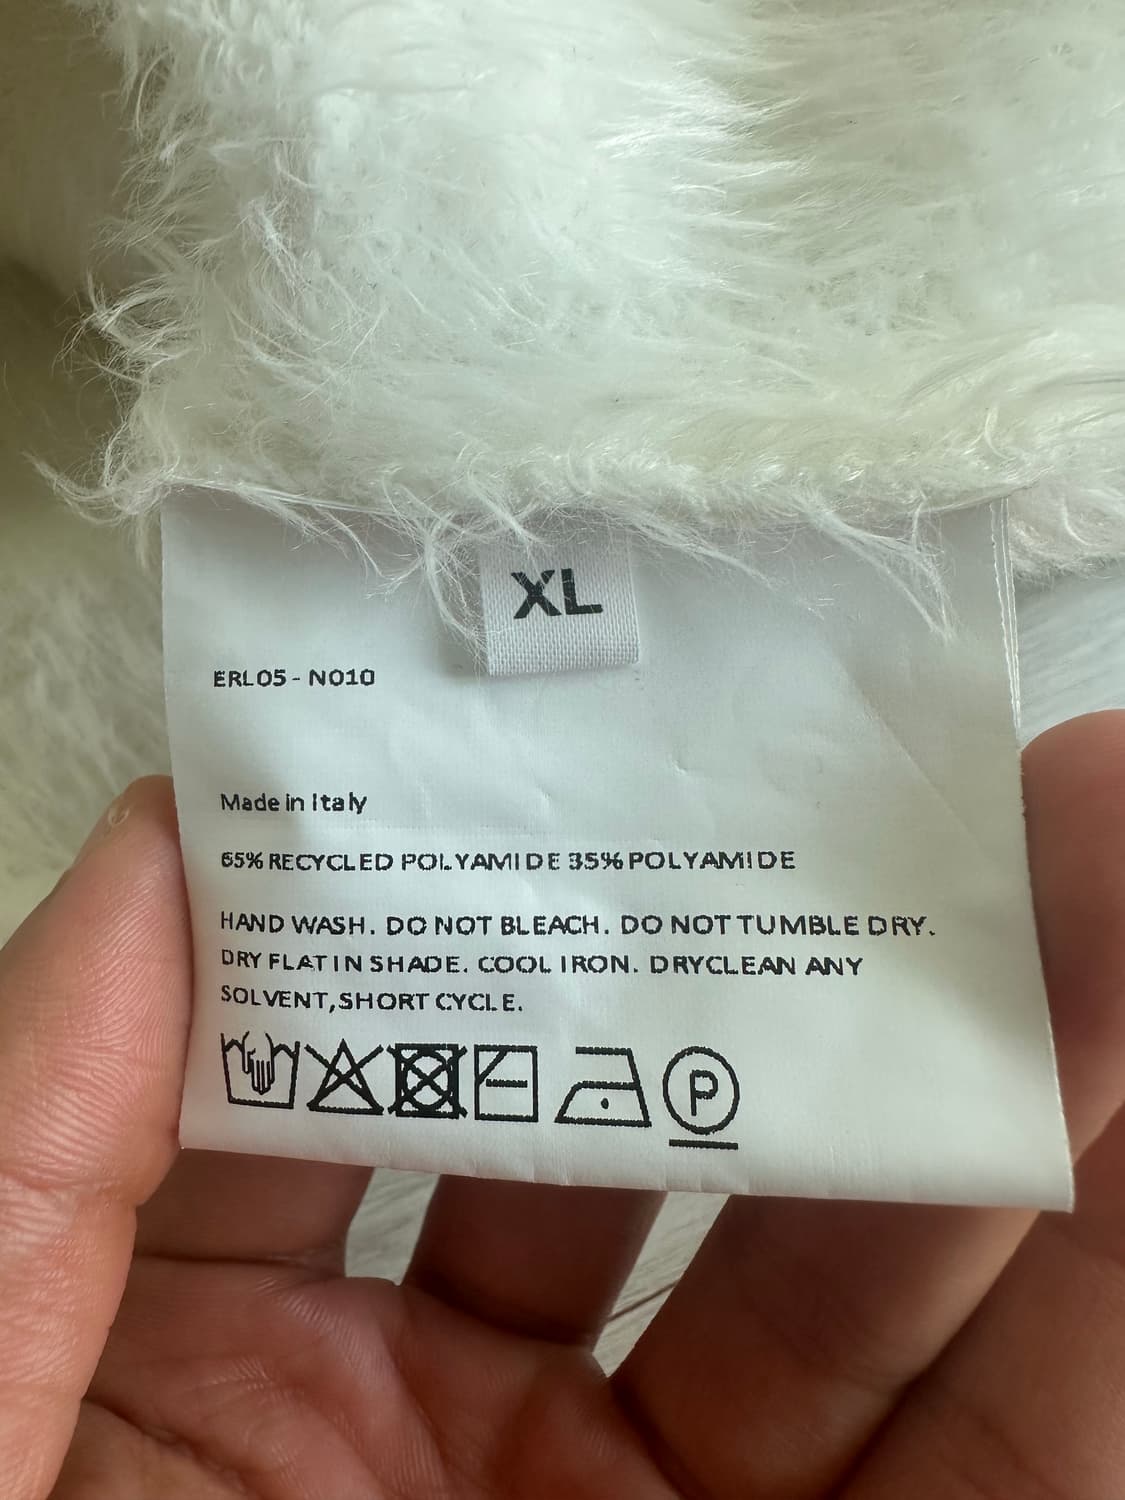 XL
ERL05 - N010
Made in Italy
65% RECYCLED POLYAMIDE 35% POLYAMIDE
HAND WASH. DO NOT BLEACH. DO NOT TUMBLE DRY.
DRY FLAT IN SHADE. COOL IRON. DRYCLEAN ANY
SOLVENT, SHORT CYCLE.
P